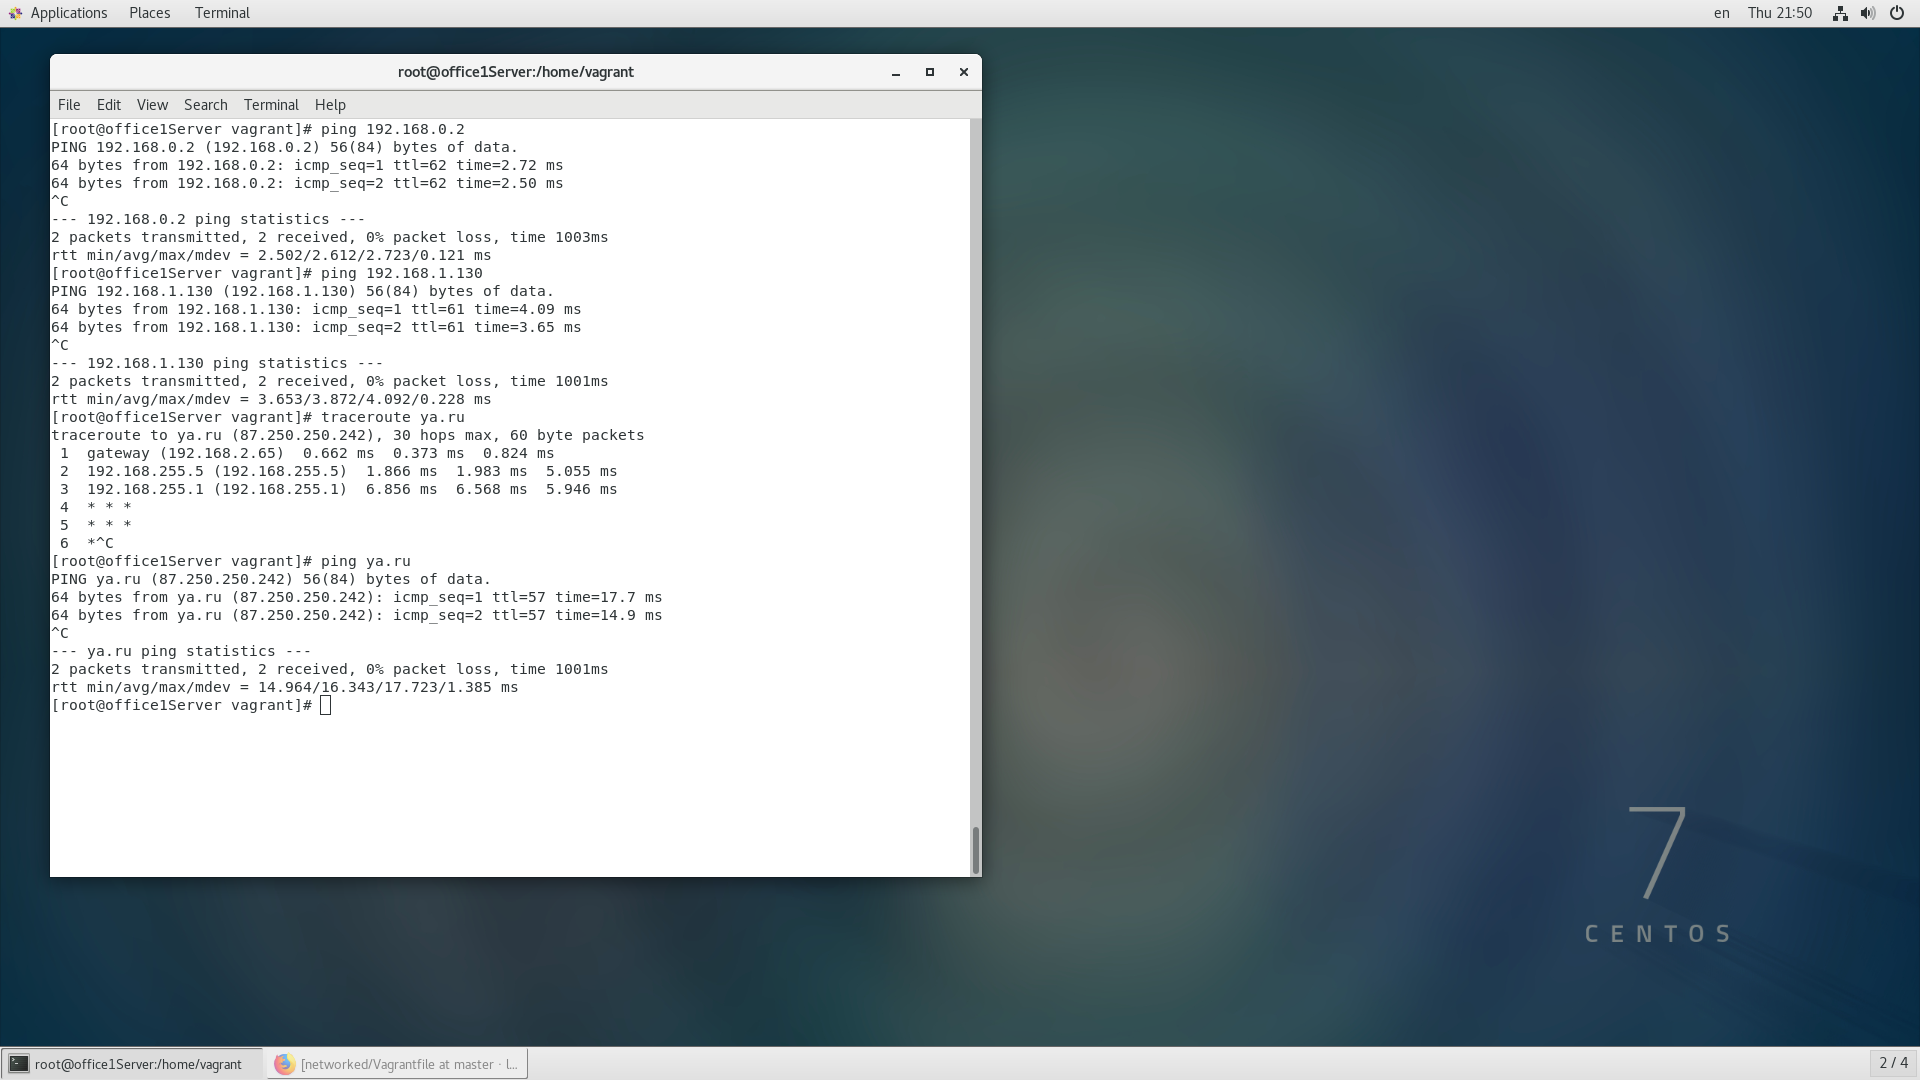 Applications Places Terminal en Thu 21:50
root@office1Server:/home/vagrant
File Edit View Search Terminal Help
[root@office1Server vagrant]# ping 192.168.0.2
PING 192.168.0.2 (192.168.0.2) 56(84) bytes of data.
64 bytes from 192.168.0.2: icmp_seq=1 ttl=62 time=2.72 ms
64 bytes from 192.168.0.2: icmp_seq=2 ttl=62 time=2.50 ms
^C
--- 192.168.0.2 ping statistics ---
2 packets transmitted, 2 received, 0% packet loss, time 1003ms
rtt min/avg/max/mdev = 2.502/2.612/2.723/0.121 ms
[root@office1Server vagrant]# ping 192.168.1.130
PING 192.168.1.130 (192.168.1.130) 56(84) bytes of data.
64 bytes from 192.168.1.130: icmp_seq=1 ttl=61 time=4.09 ms
64 bytes from 192.168.1.130: icmp_seq=2 ttl=61 time=3.65 ms
^C
--- 192.168.1.130 ping statistics ---
2 packets transmitted, 2 received, 0% packet loss, time 1001ms
rtt min/avg/max/mdev = 3.653/3.872/4.092/0.228 ms
[root@office1Server vagrant]# traceroute ya.ru
traceroute to ya.ru (87.250.250.242), 30 hops max, 60 byte packets
 1  gateway (192.168.2.65)  0.662 ms  0.373 ms  0.824 ms
 2  192.168.255.5 (192.168.255.5)  1.866 ms  1.983 ms  5.055 ms
 3  192.168.255.1 (192.168.255.1)  6.856 ms  6.568 ms  5.946 ms
 4  * * *
 5  * * *
 6  *^C
[root@office1Server vagrant]# ping ya.ru
PING ya.ru (87.250.250.242) 56(84) bytes of data.
64 bytes from ya.ru (87.250.250.242): icmp_seq=1 ttl=57 time=17.7 ms
64 bytes from ya.ru (87.250.250.242): icmp_seq=2 ttl=57 time=14.9 ms
^C
--- ya.ru ping statistics ---
2 packets transmitted, 2 received, 0% packet loss, time 1001ms
rtt min/avg/max/mdev = 14.964/16.343/17.723/1.385 ms
[root@office1Server vagrant]#
7
CENTOS
root@office1Server:/home/vagrant [networked/Vagrantfile at master · l... 2 / 4